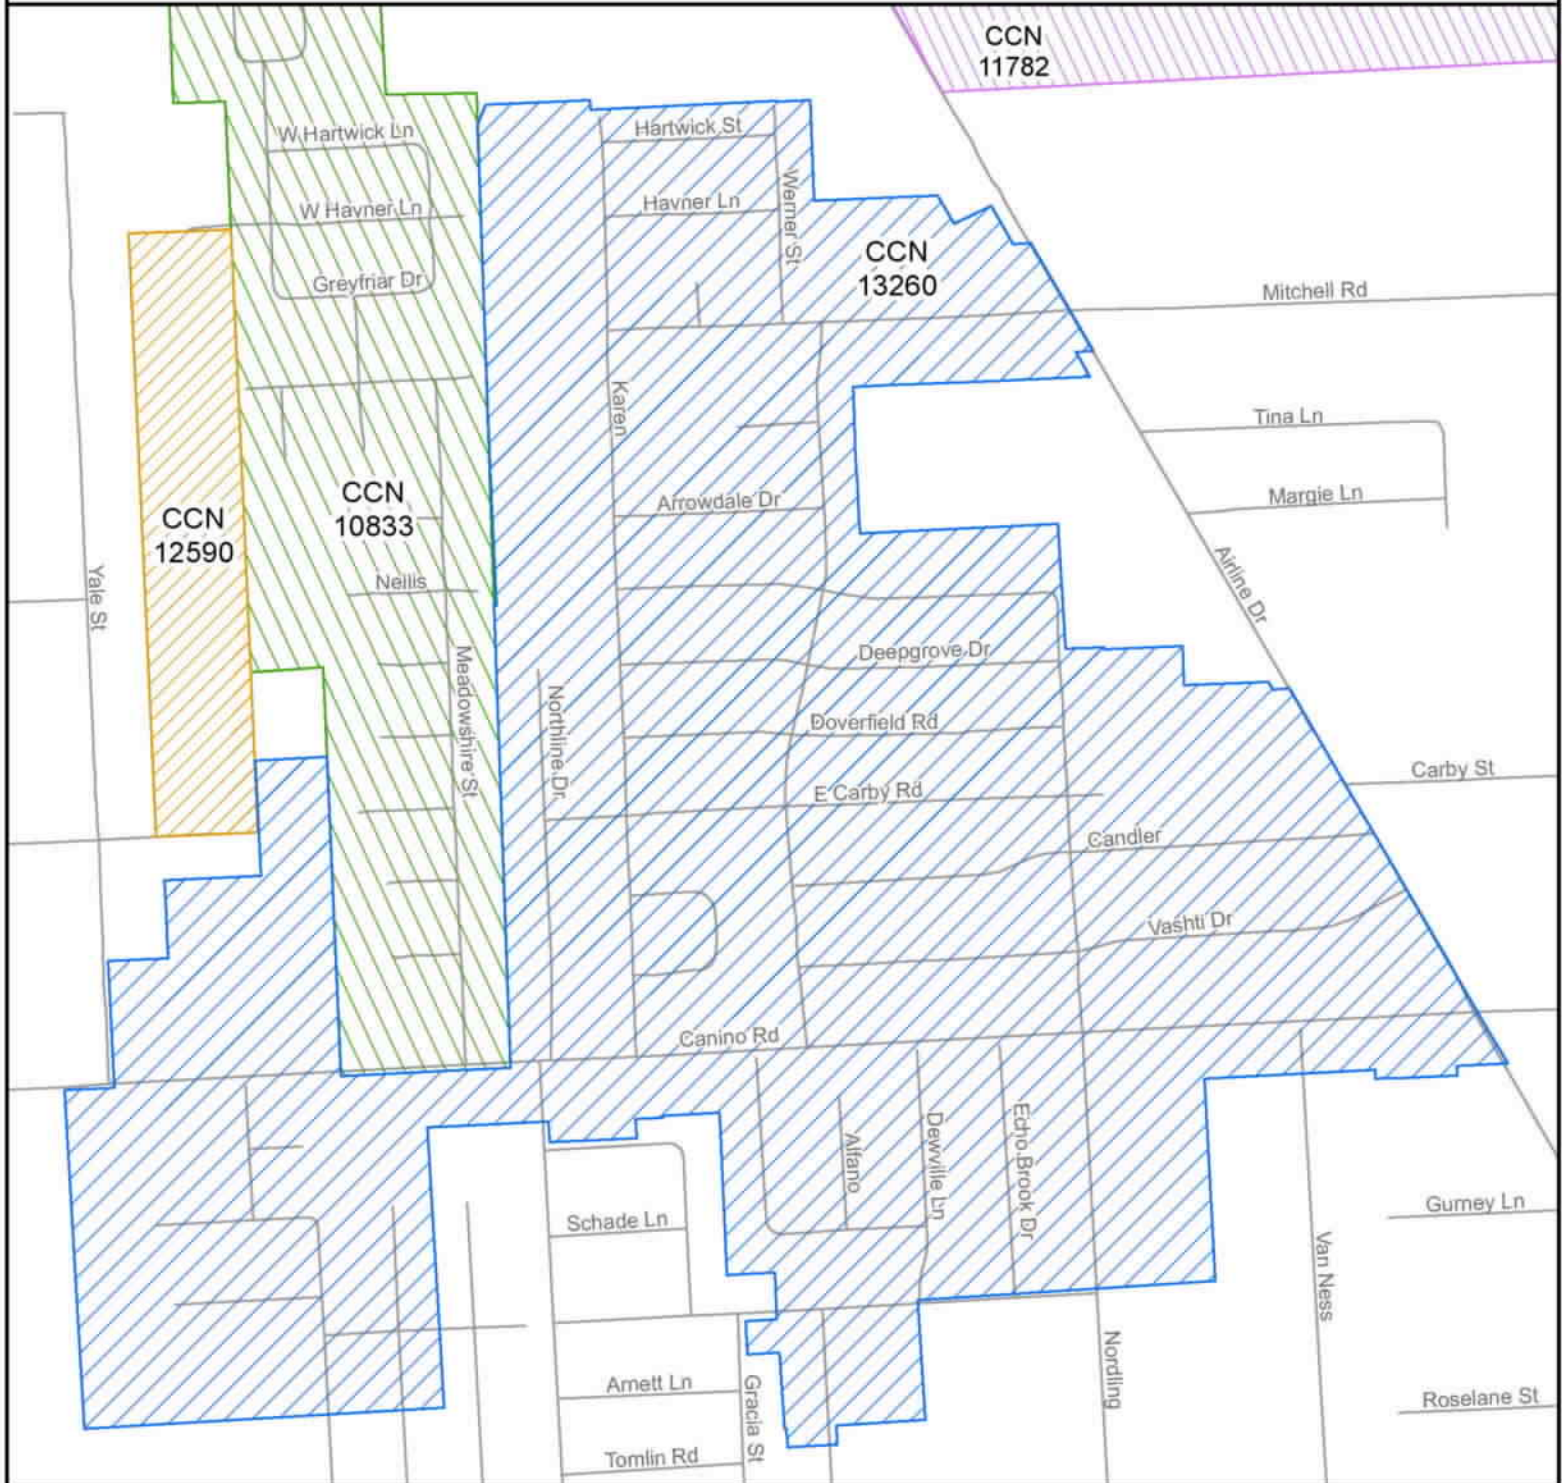 CCN
11782
W Hartwick Ln
Hartwick St
W Havner Ln
Havner Ln
Werner St
CCN
13260
Greyfriar Dr
Mitchell Rd
Karen
Tina Ln
CCN
10833
Arrowdale Dr
Margie Ln
CCN
12590
Yale St
Nellis
Airline Dr
Deepgrove Dr
Meadowshire St
Northline Dr
Doverfield Rd
E Carby Rd
Carby St
Candler
Vashti Dr
Canino Rd
Alfano
Dewville Ln
Echo Brook Dr
Schade Ln
Gurney Ln
Van Ness
Arnett Ln
Gracia St
Nordling
Roselane St
Tomlin Rd